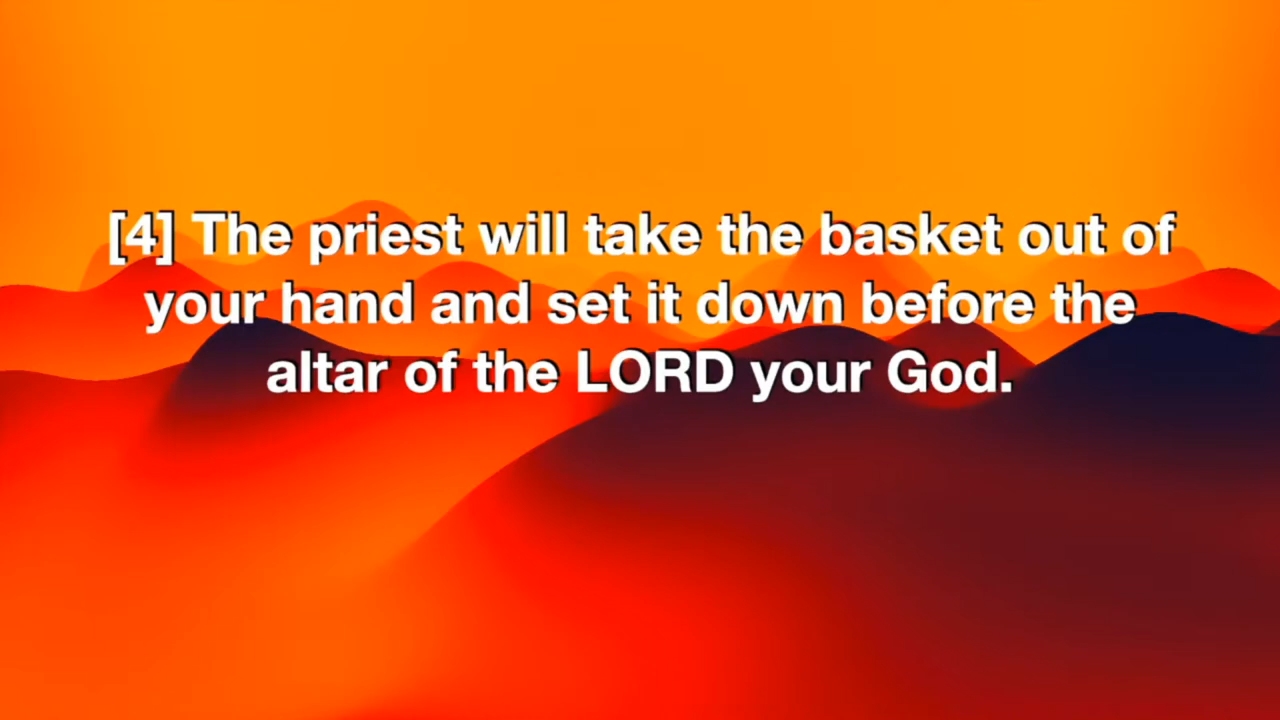 [4] The priest will take the basket out of
your hand and set it down before the
altar of the LORD your God.